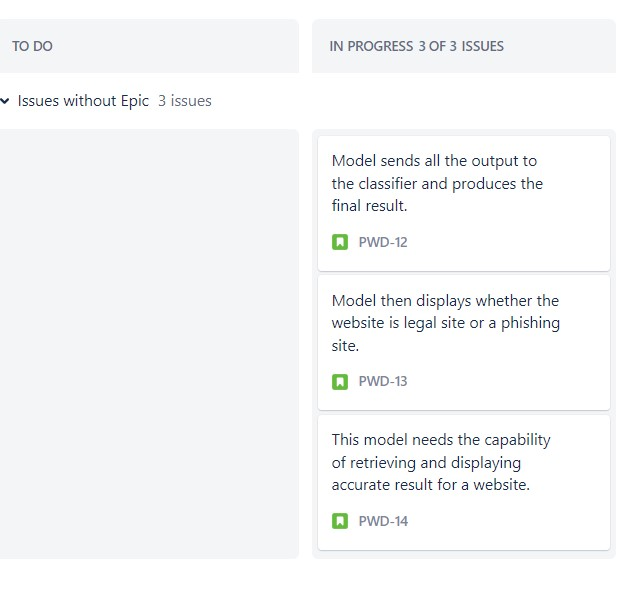 TO DO
IN PROGRESS 3 OF 3 ISSUES
Issues without Epic 3 issues
Model sends all the output to
the classifier and produces the
final result.
PWD-12
Model then displays whether the
website is legal site or a phishing
site.
PWD-13
This model needs the capability
of retrieving and displaying
accurate result for a website.
PWD-14